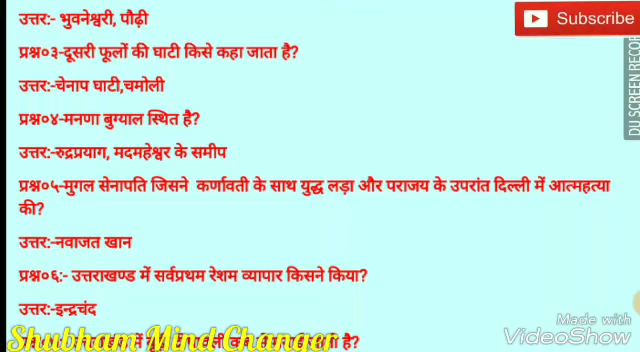 उत्तर:- भुवनेश्वरी, पौढ़ी
Subscribe
प्रश्न०३-दूसरी फूलों की घाटी किसे कहा जाता है?
DU SCREEN RECOR
उत्तर:-चेनाप घाटी,चमोली
प्रश्न०४-मनणा बुग्याल स्थित है?
उत्तर:-रुद्रप्रयाग, मदमहेश्वर के समीप
प्रश्न०५-मुगल सेनापति जिसने कर्णावती के साथ युद्ध लड़ा और पराजय के उपरांत दिल्ली में आत्महत्या
की?
उत्तर:-नवाजत खान
प्रश्न०६:- उत्तराखण्ड में सर्वप्रथम रेशम व्यापार किसने किया?
उत्तर:-इन्द्रचंद
Made with
VideoShow
Shubham Mind Changer
में है?